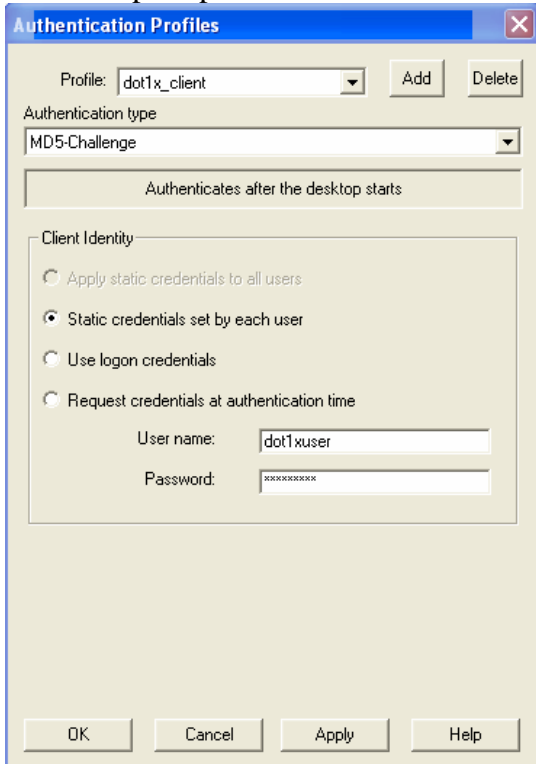 Authentication Profiles
Profile: dot1x_client Add Delete
Authentication type
MD5-Challenge
Authenticates after the desktop starts
Client Identity
Apply static credentials to all users
Static credentials set by each user
Use logon credentials
Request credentials at authentication time
User name: dot1xuser
Password: *********
OK Cancel Apply Help